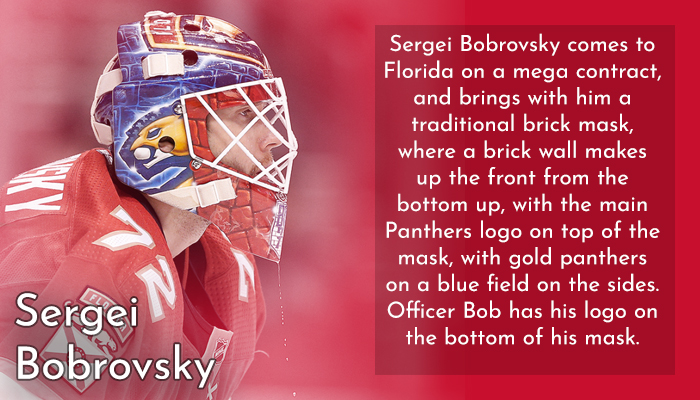 Sergei Bobrovsky comes to
Florida on a mega contract,
and brings with him a
traditional brick mask,
where a brick wall makes
up the front from the
bottom up, with the main
Panthers logo on top of the
mask, with gold panthers
on a blue field on the sides.
Officer Bob has his logo on
the bottom of his mask.
72
Sergei
Bobrovsky